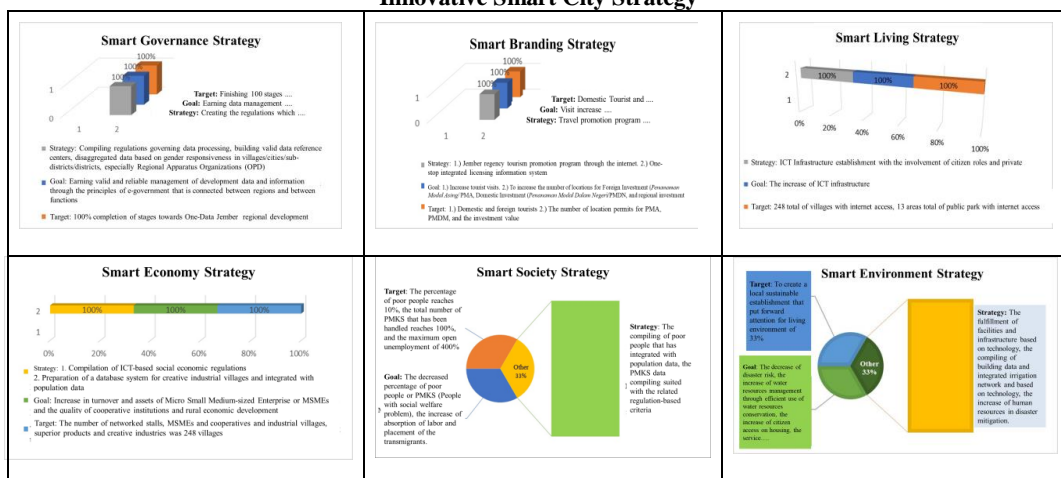 Innovative Smart City Strategy
Smart Governance Strategy
100%
100%
100%
1
0
1
2
Target: Finishing 100 stages ....
Goal: Earning data management ....
Strategy: Creating the regulations which ....
Strategy: Compiling regulations governing data processing, building valid data reference
centers, disaggregated data based on gender responsiveness in villages/cities/sub-
districts/districts, especially Regional Apparatus Organizations (OPD)
Goal: Earning valid and reliable management of development data and information
through the principles of e-government that is connected between regions and between
functions
Target: 100% completion of stages towards One-Data Jember regional development
Smart Branding Strategy
100%
100%
100%
1
0
1
2
Target: Domestic Tourist and ....
Goal: Visit increase ....
Strategy: Travel promotion program ....
Strategy: 1.) Jember regency tourism promotion program through the internet. 2.) One-
stop integrated licensing information system
Goal: 1.) Increase tourist visits. 2.) To increase the number of locations for Foreign Investment (Penanaman
Modal Asing)/PMA, Domestic Investment (Penanaman Modal Dalam Negeri)/PMDN, and regional investment
Target: 1.) Domestic and foreign tourists 2.) The number of location permits for PMA,
PMDM, and the investment value
Smart Living Strategy
2
1
100%
100%
100%
0%
20%
40%
60%
80%
100%
Strategy: ICT Infrastructure establishment with the involvement of citizen roles and private
Goal: The increase of ICT infrastructure
Target: 248 total of villages with internet access, 13 areas total of public park with internet access
Smart Economy Strategy
2
1
100%
100%
100%
0%
20%
40%
60%
80%
100%
Strategy: 1. Compilation of ICT-based social economic regulations
2. Preparation of a database system for creative industrial villages and integrated with
population data
Goal: Increase in turnover and assets of Micro Small Medium-sized Enterprise or MSMEs
and the quality of cooperative institutions and rural economic development
Target: The number of networked stalls, MSMEs and cooperatives and industrial villages,
superior products and creative industries was 248 villages
Smart Society Strategy
Target: The percentage
of poor people reaches
10%, the total number of
PMKS that has been
handled reaches 100%,
and the maximum open
unemployment of 400%
Goal: The decreased
percentage of poor
people or PMKS (People
with social welfare
problem), the increase of
absorption of labor and
placement of the
transmigrants.
Other
33%
Strategy: The
compiling of poor
people that has
integrated with
population data, the
PMKS data
compiling suited
with the related
regulation-based
criteria
Smart Environment Strategy
Target: To create a
local sustainable
establishment that
put forward
attention for living
environment of
33%
Goal: The decrease of
disaster risk, the
increase of water
resources management
through efficient use of
water resources
conservation, the
increase of citizen
access on housing, the
service....
Other
33%
Strategy: The
fulfillment of
facilities and
infrastructure based
on technology, the
compiling of
building data and
integrated irrigation
network and based
on technology, the
increase of human
resources in disaster
mitigation.